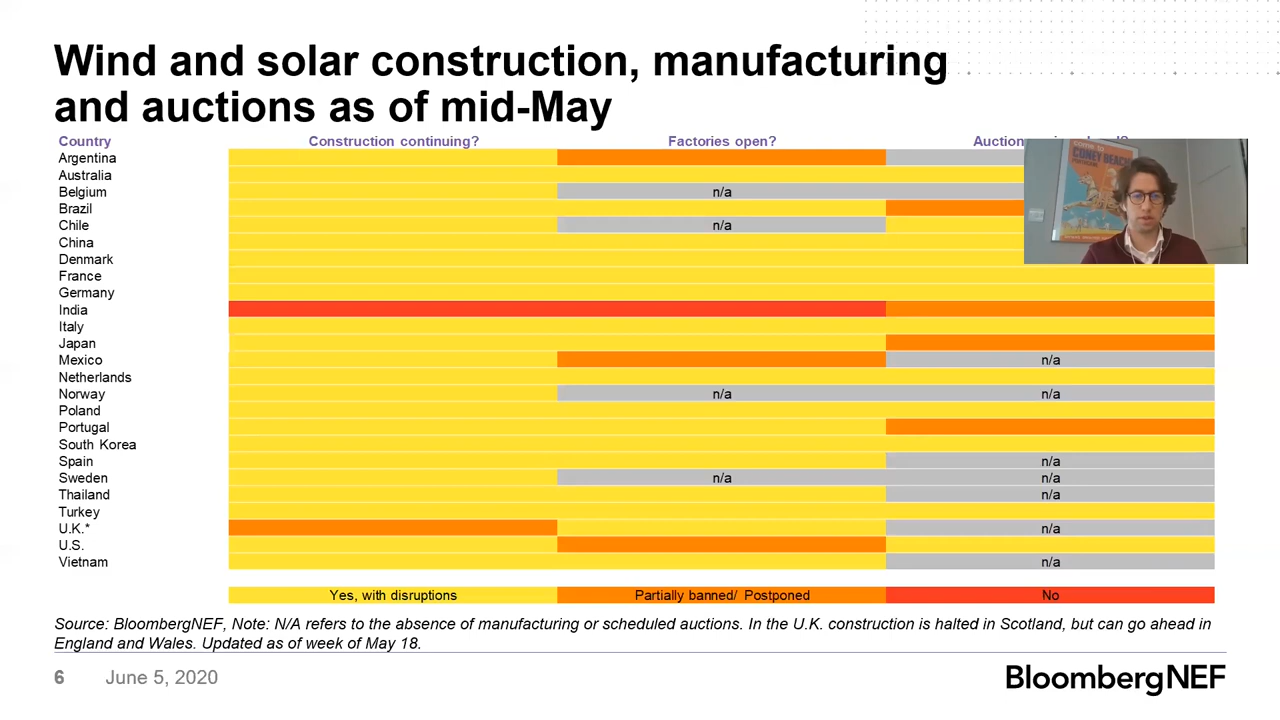 Wind and solar construction, manufacturing
and auctions as of mid-May
Country Construction continuing? Factories open?
Argentina
Australia
Belgium n/a
Brazil
Chile n/a
China
Denmark
France
Germany
India
Italy
Japan
Mexico n/a
Netherlands
Norway n/a n/a
Poland
Portugal
South Korea
Spain n/a
Sweden n/a n/a
Thailand n/a
Turkey
U.K.* n/a
U.S.
Vietnam n/a
Yes, with disruptions Partially banned/ Postponed No
Source: BloombergNEF, Note: N/A refers to the absence of manufacturing or scheduled auctions. In the U.K. construction is halted in Scotland, but can go ahead in
England and Wales. Updated as of week of May 18.
6 June 5, 2020 BloombergNEF
CONEY BEACH